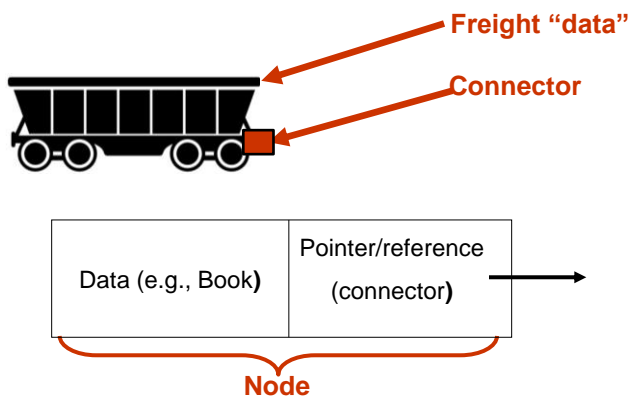 Freight “data”
Connector
Data (e.g., Book)
Pointer/reference
(connector)
Node